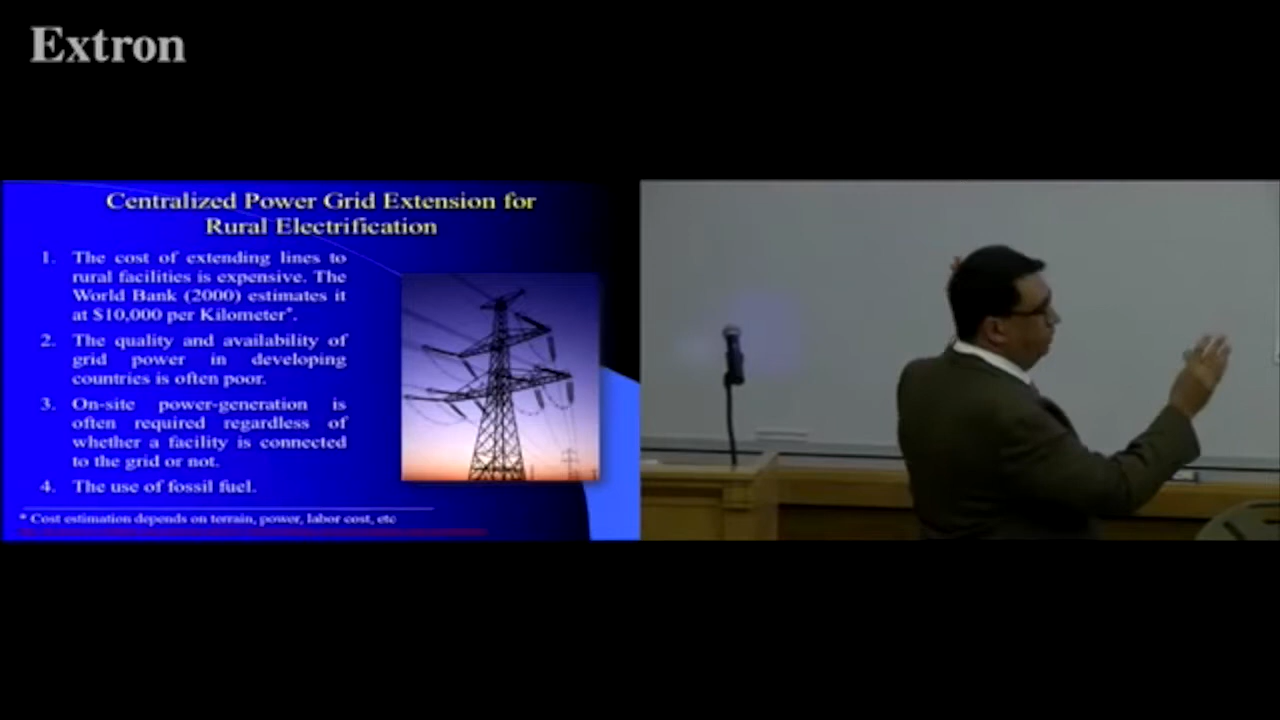 Extron
Centralized Power Grid Extension for
Rural Electrification
1. The cost of extending lines to
rural facilities is expensive. The
World Bank (2000) estimates it
at $10,000 per Kilometer*.
2. The quality and availability of
grid power in developing
countries is often poor.
3. On-site power-generation is
often required regardless of
whether a facility is connected
to the grid or not.
4. The use of fossil fuel.
* Cost estimation depends on terrain, power, labor cost, etc